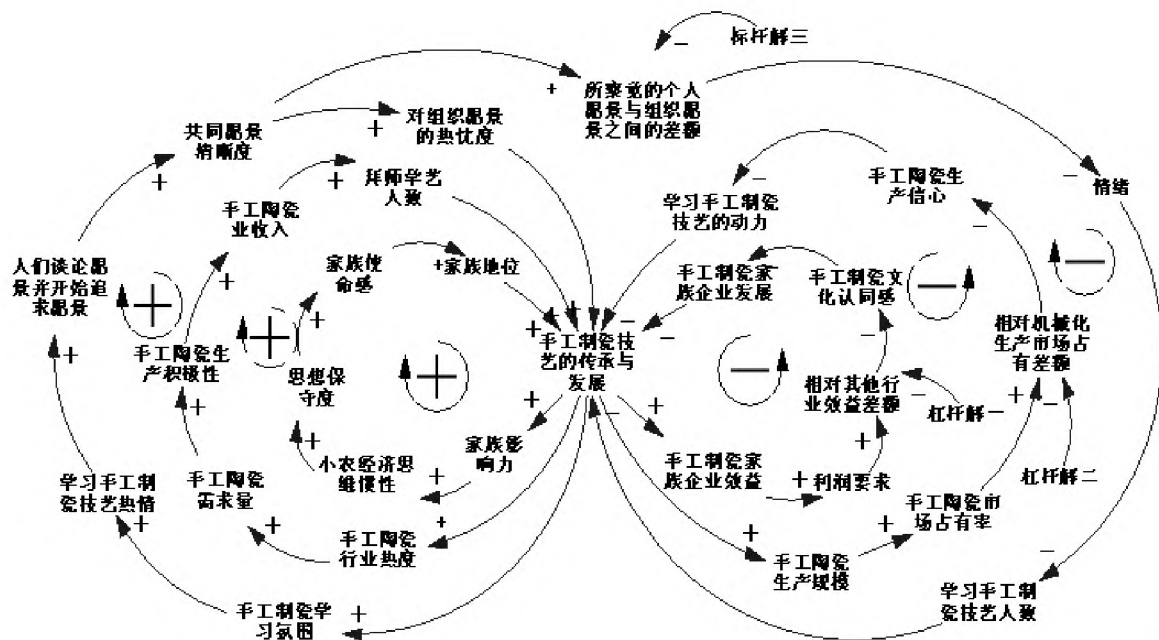 标杆解三
所察觉的个人
愿景与组织愿
景之间的差额
对组织愿景
的热忱度
共同愿景
清晰度
拜师学艺
人数
手工陶瓷
业收入
学习手工制瓷
技艺的动力
手工陶瓷生
产信心
情绪
人们谈论愿
景并开始追
求愿景
家族使
命感
家族地位
手工制瓷家
族企业发展
手工制瓷文
化认同感
手工陶瓷生
产积极性
思想保
守度
手工制瓷技
艺的传承与
发展
相对其他行
业效益差额
相对机械化
生产市场占
有差额
杠杆解一
杠杆解二
学习手工制
瓷技艺热情
手工陶瓷
需求量
小农经济思
维惯性
家族影
响力
手工制瓷家
族企业效益
利润要求
手工陶瓷市
场占有率
手工陶瓷
行业热度
手工陶瓷
生产规模
手工制瓷学
习氛围
学习手工制
瓷技艺人数